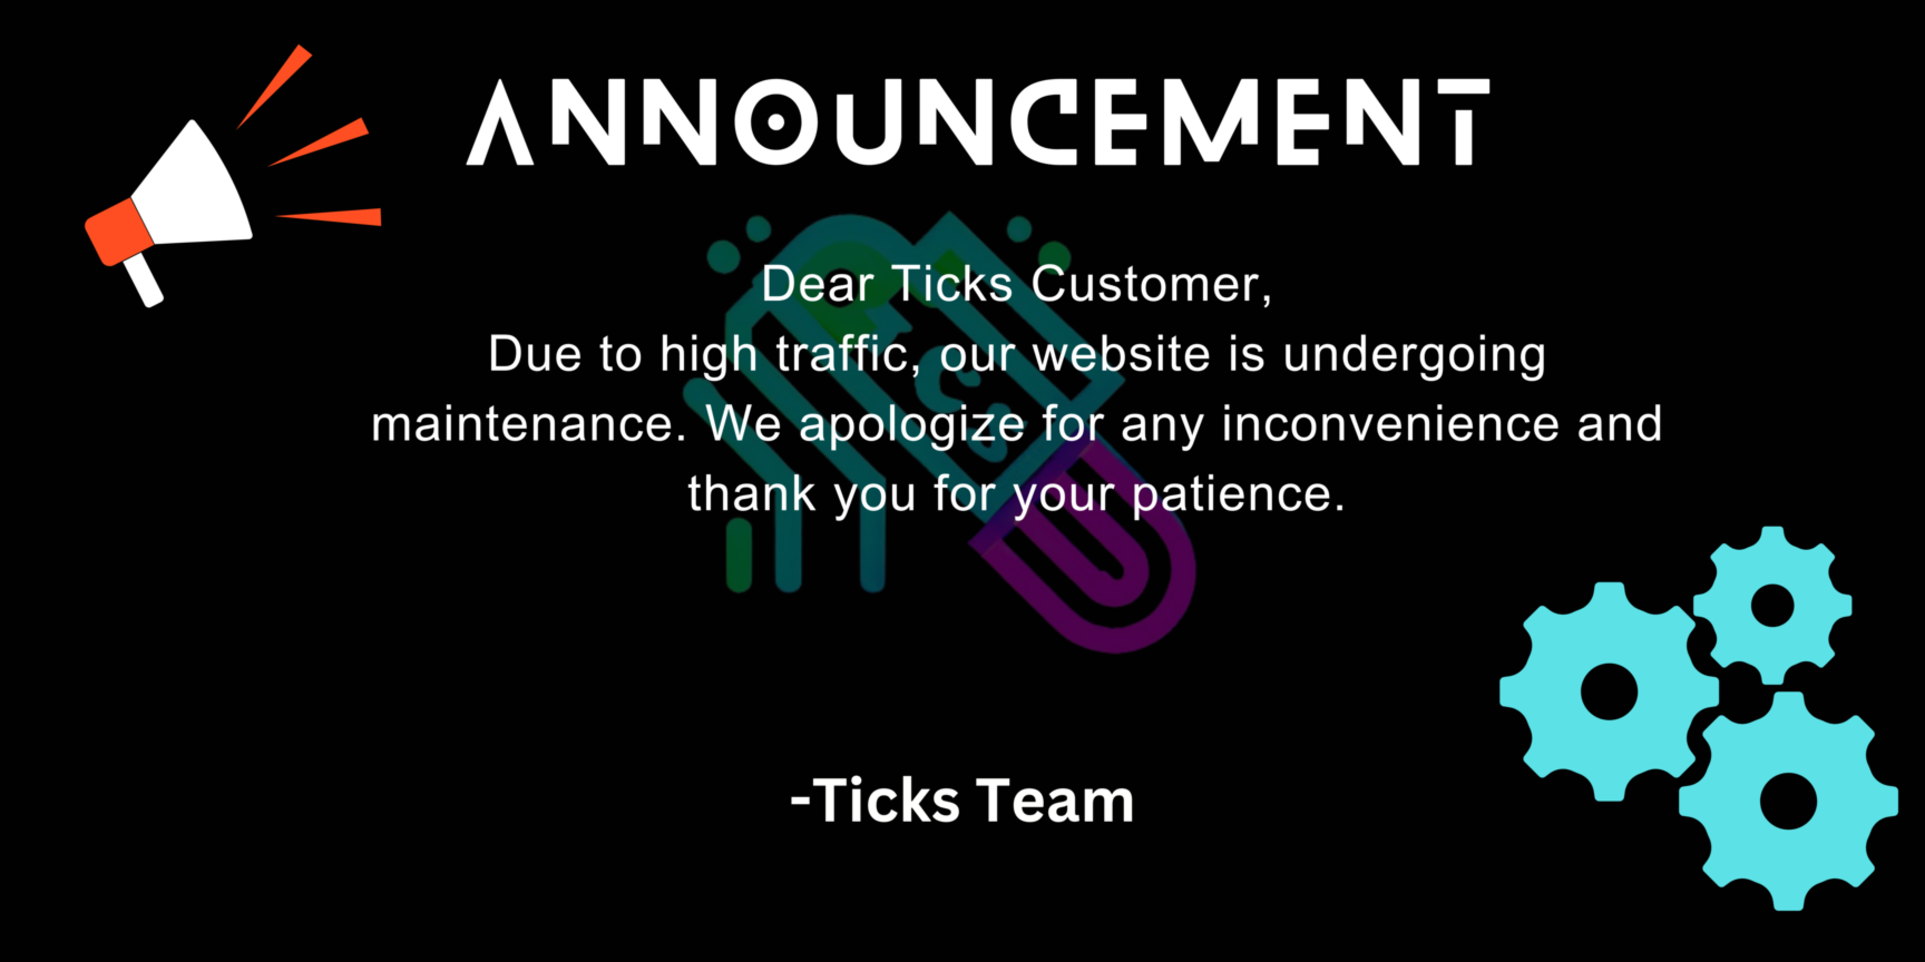 ANNOUNCEMENT
Dear Ticks Customer,
Due to high traffic, our website is undergoing
maintenance. We apologize for any inconvenience and
thank you for your patience.
-Ticks Team